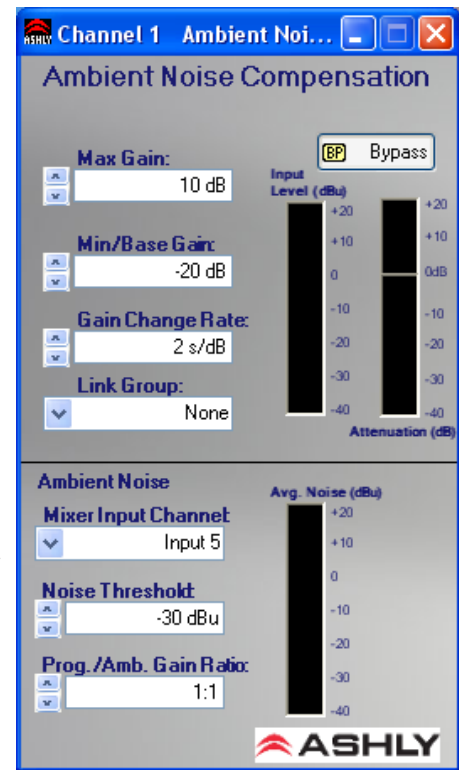 ASHLY Channel 1 Ambient Noi...
Ambient Noise Compensation
BP Bypass
Max Gain:
10 dB
Min/Base Gain:
-20 dB
Gain Change Rate:
2 s/dB
Link Group:
None
Input
Level (dBu)
+20
+10
0
-10
-20
-30
-40
+20
+10
0dB
-10
-20
-30
-40
Attenuation (dB)
Ambient Noise
Mixer Input Channel:
Input 5
Noise Threshold:
-30 dBu
Prog./Amb. Gain Ratio:
1:1
Avg. Noise (dBu)
+20
+10
0
-10
-20
-30
-40
ASHLY